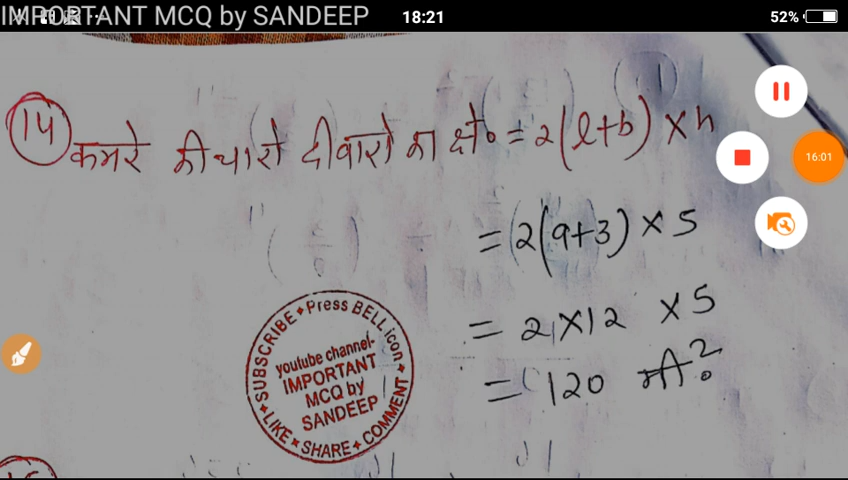 IMPORTANT MCQ by SANDEEP 18:21 52%
16:01
14 कमरे की चारो दीवारो का क्षे० = 2(l+b) × h
= 2(9+3) × 5
= 2×12 × 5
= 120 मी०²
SUBSCRIBE Press BELL icon
youtube channel-
IMPORTANT
MCQ by
SANDEEP
LIKE SHARE COMMENT